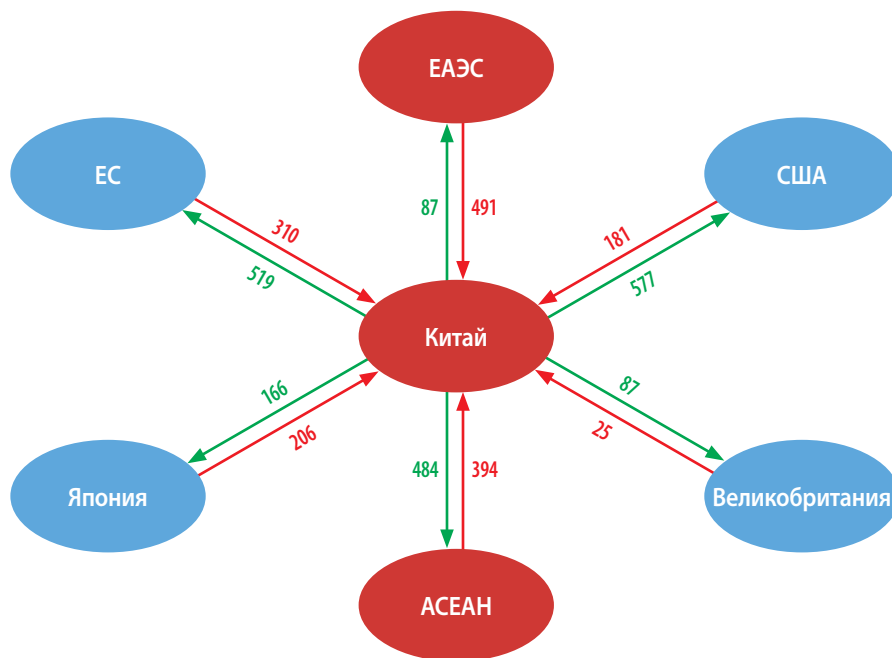 ЕАЭС
ЕС
США
87
491
310
519
181
577
Китай
166
206
87
25
484
394
Япония
Великобритания
АСЕАН